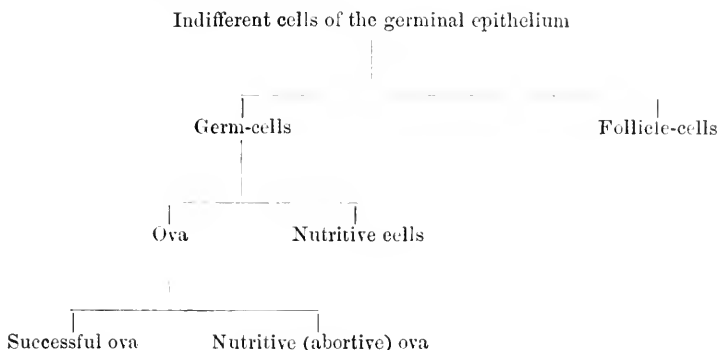 Indifferent cells of the germinal epithelium
Germ-cells Follicle-cells
Ova Nutritive cells
Successful ova Nutritive (abortive) ova